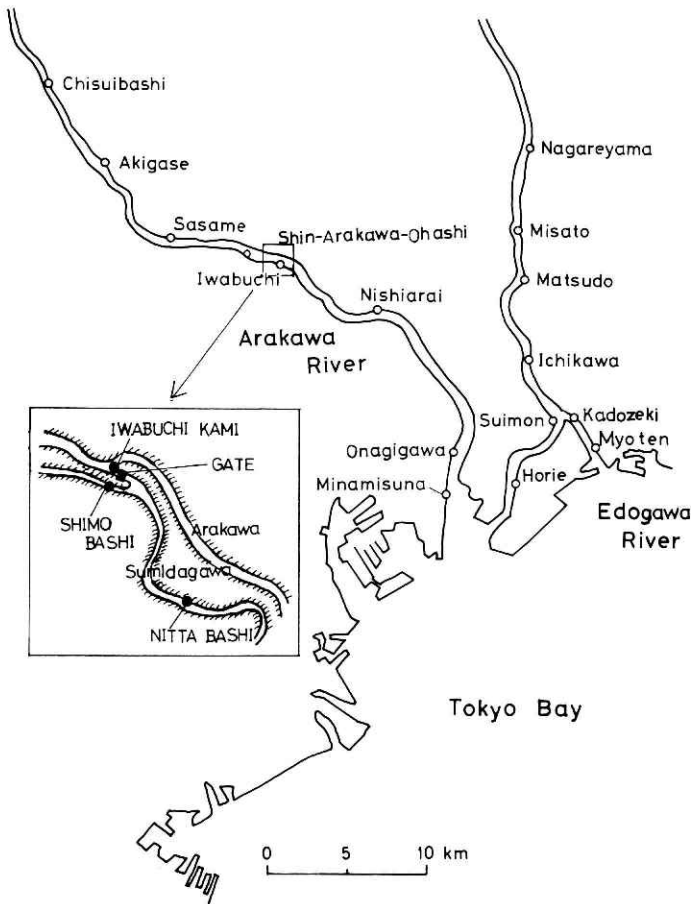 Chisuibashi
Akigase
Sasame
Shin-Arakawa-Ohashi
Iwabuchi
Nishiarai
Arakawa
River
Nagareyama
Misato
Matsudo
Ichikawa
Suimon
Kadozeki
Myoten
Onagigawa
Minamisuna
Horie
Edogawa
River
IWABUCHI KAMI
GATE
SHIMO
BASHI
Arakawa
Sumidagawa
NITTA BASHI
Tokyo Bay
0 5 10 km